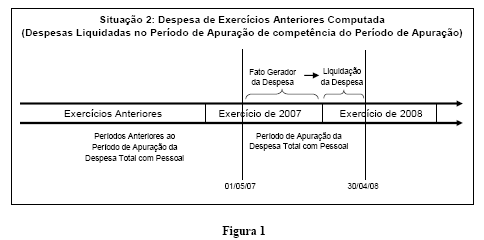 Situação 2: Despesa de Exercícios Anteriores Computada
(Despesas Liquidadas no Período de Apuração de competência do Período de Apuração)
Fato Gerador
da Despesa
Liquidação
da Despesa
Exercícios Anteriores
Exercício de 2007
Exercício de 2008
Períodos Anteriores ao
Período de Apuração da
Despesa Total com Pessoal
Período de Apuração da
Despesa Total com Pessoal
01/05/07
30/04/08
Figura 1